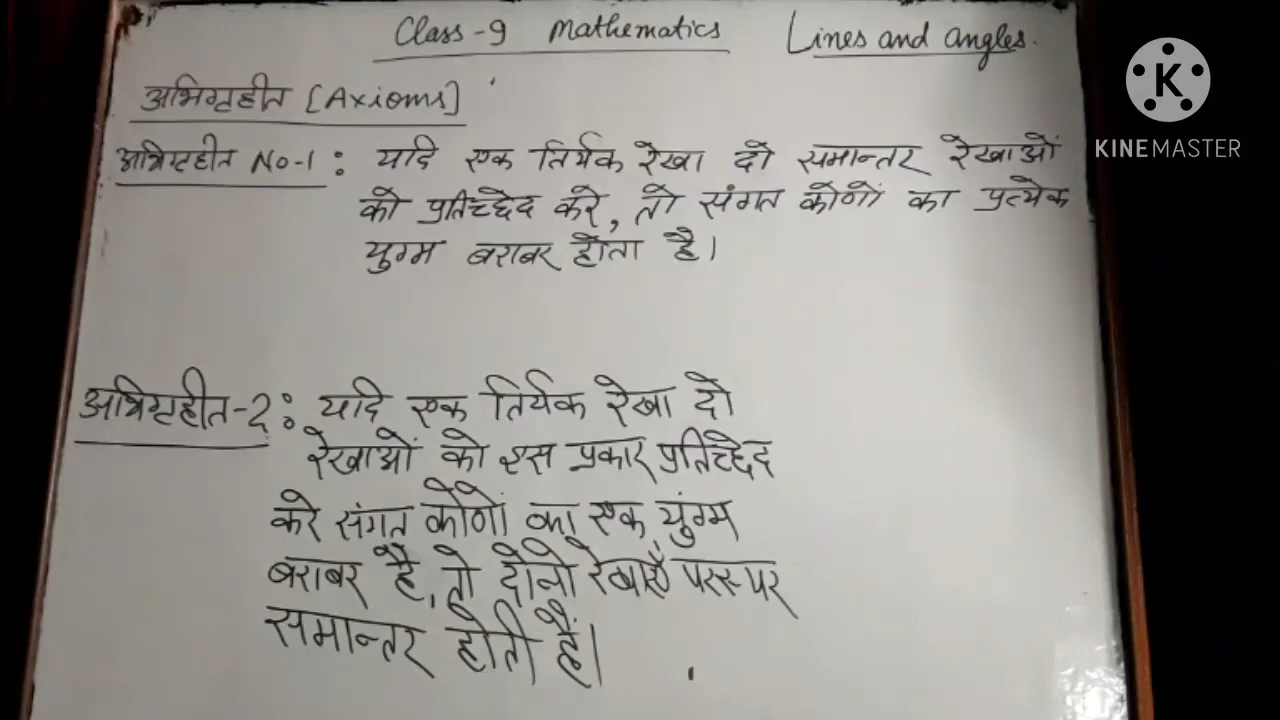 Class-9 Mathematics Lines and angles.
अभिगृहीत [Axioms]
अभिगृहीत No-1 : यदि एक तिर्यक रेखा दो समान्तर रेखाओं
को प्रतिच्छेद करे, तो संगत कोणों का प्रत्येक
युग्म बराबर होता है।
अभिगृहीत-2: यदि एक तिर्यक रेखा दो
रेखाओं को इस प्रकार प्रतिच्छेद
करे संगत कोणों का एक युंग्म
बराबर है, तो दोनो रेखाएँ परस्पर
समान्तर होती हैं।
K
KINEMASTER